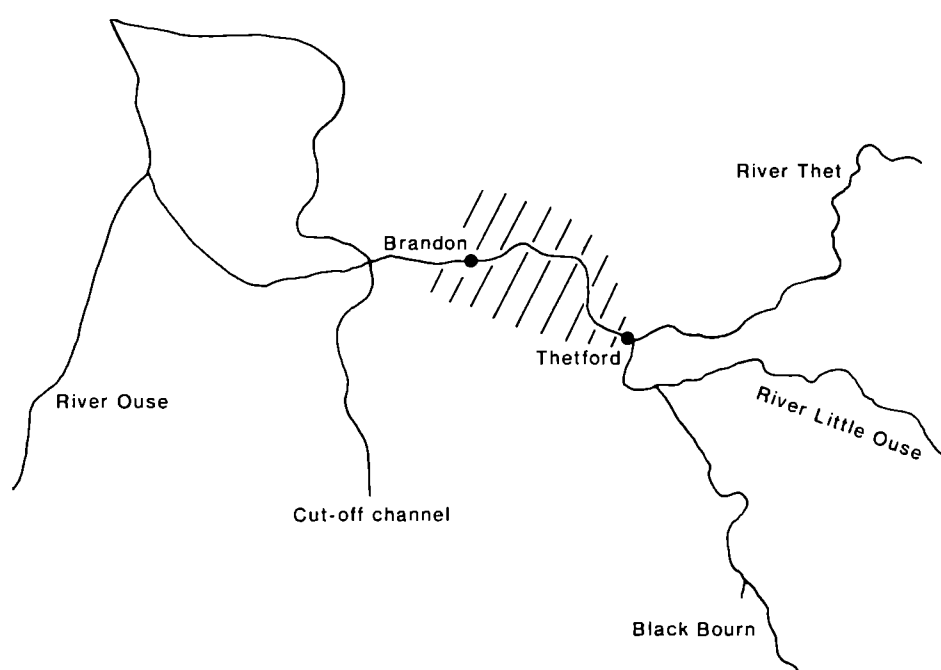 River Thet
Brandon
Thetford
River Ouse
River Little Ouse
Cut-off channel
Black Bourn